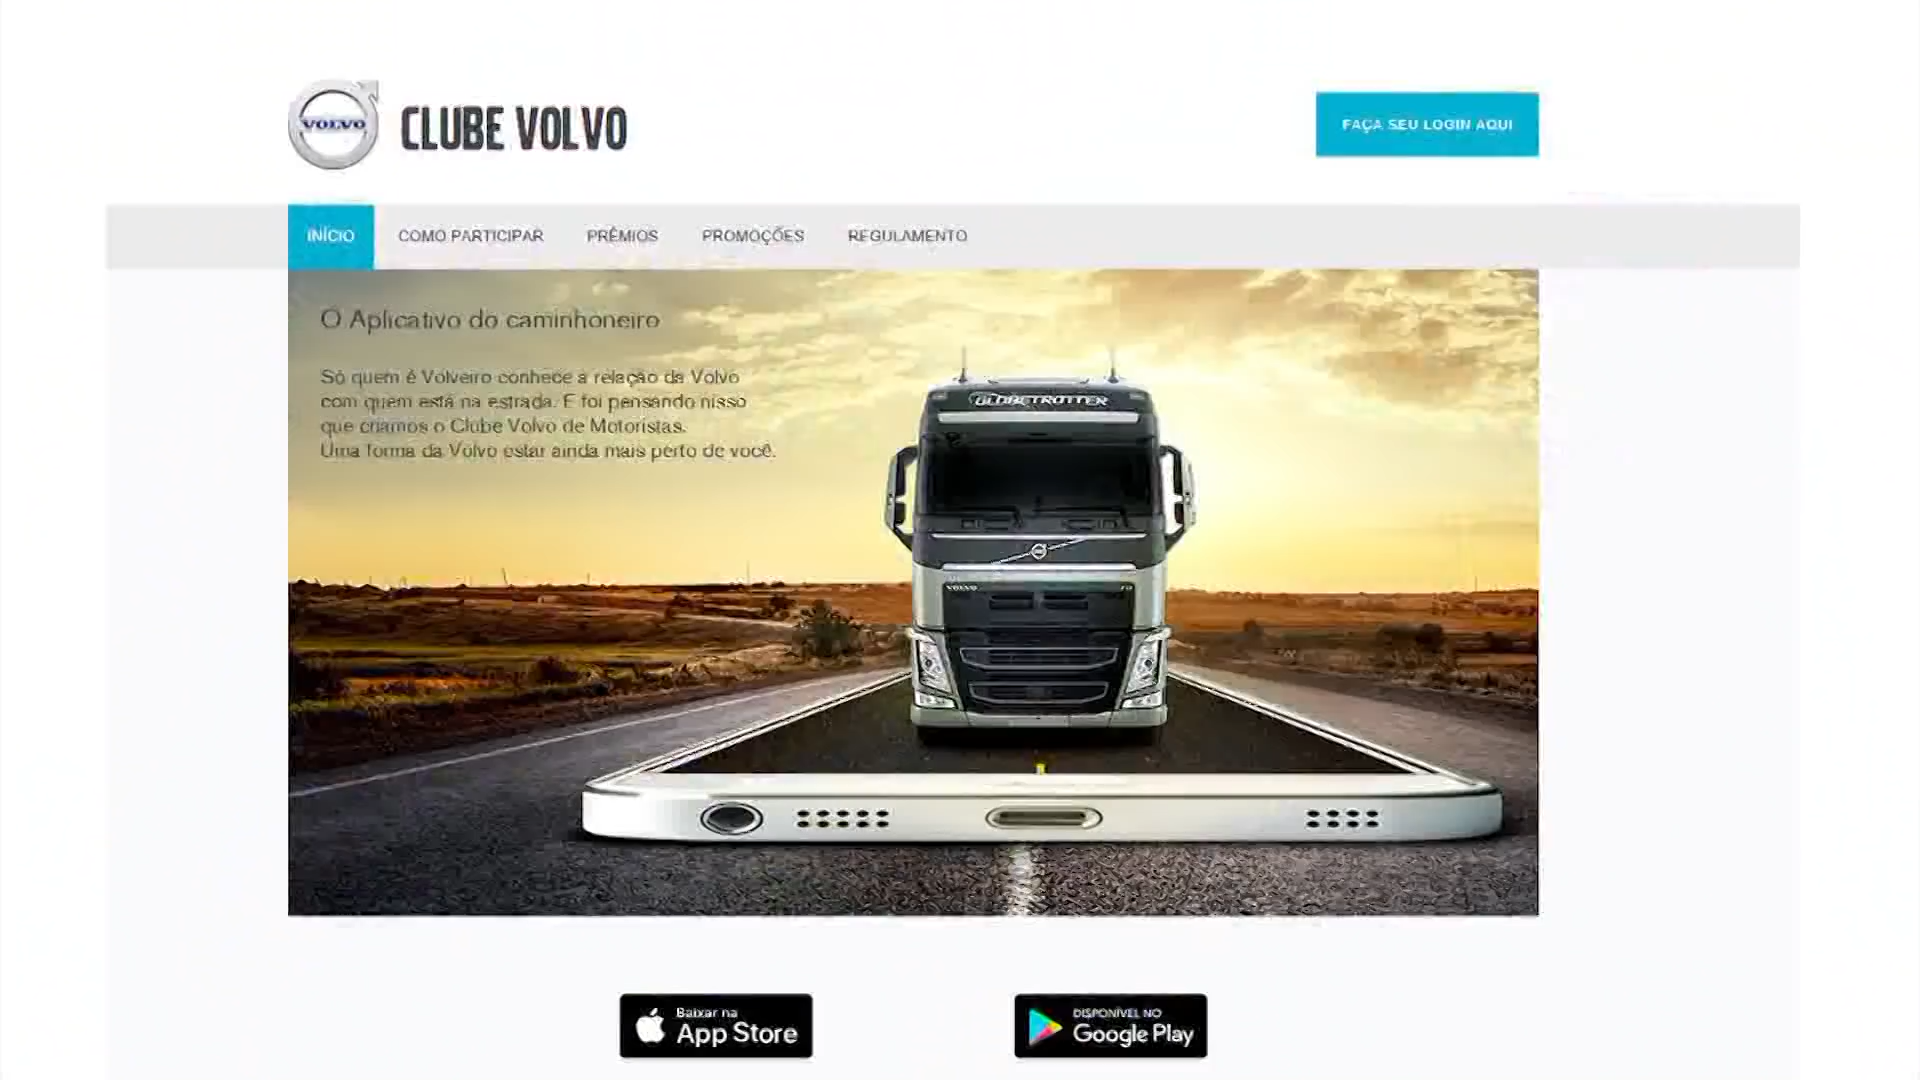 VOLVO
CLUBE VOLVO
FAÇA SEU LOGIN AQUI
INÍCIO
COMO PARTICIPAR
PRÊMIOS
PROMOÇÕES
REGULAMENTO
O Aplicativo do caminhoneiro
Só quem é Volveiro conhece a relação da Volvo
com quem está na estrada. E foi pensando nisso
que criamos o Clube Volvo de Motoristas.
Uma forma da Volvo estar ainda mais perto de você.
GLOBETROTTER
VOLVO
Baixar na
App Store
DISPONÍVEL NO
Google Play